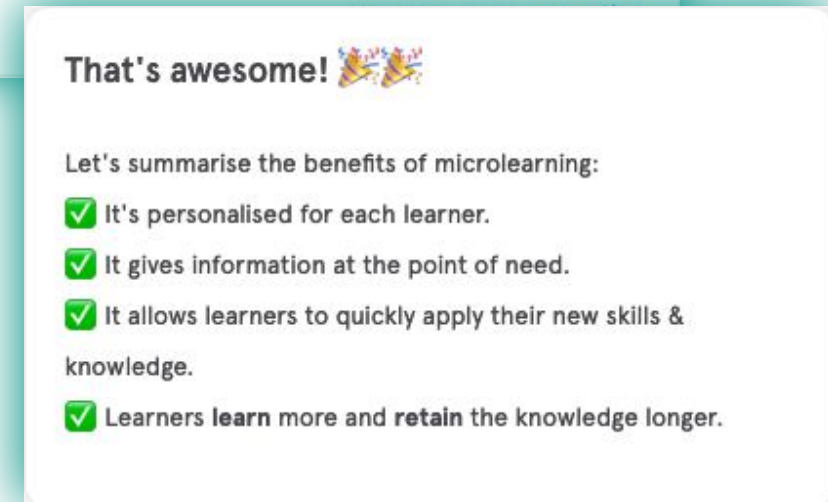 That's awesome! 🎉🎉
Let's summarise the benefits of microlearning:
✅ It's personalised for each learner.
✅ It gives information at the point of need.
✅ It allows learners to quickly apply their new skills &
knowledge.
✅ Learners learn more and retain the knowledge longer.